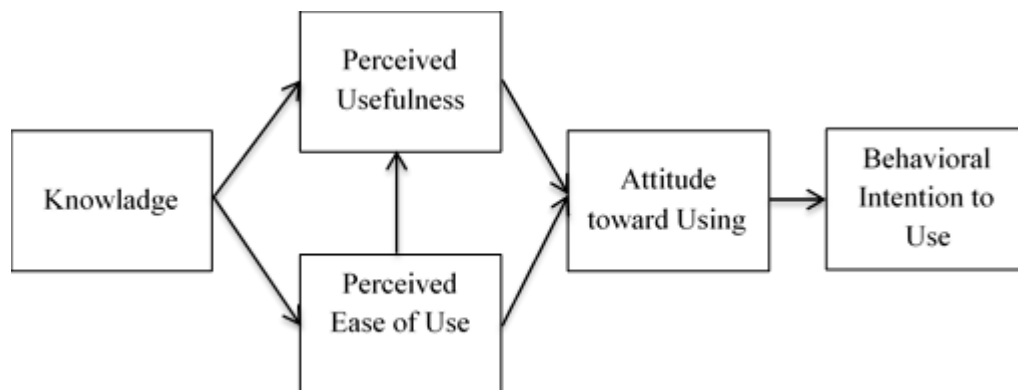 Knowladge
Perceived
Usefulness
Perceived
Ease of Use
Attitude
toward Using
Behavioral
Intention to
Use